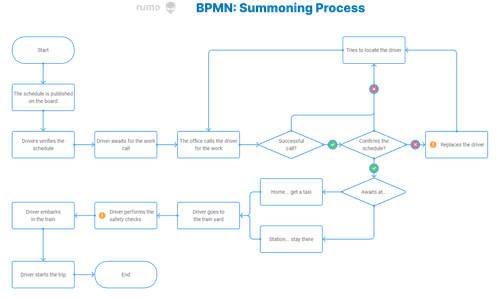 rumo
BPMN: Summoning Process
Start
Tries to locate the driver
The schedule is published
on the board
Drivers verifies the
schedule
Driver awaits for the work
call
The office calls the driver
for the work
Successful
call?
Confirms the
schedule?
Replaces the driver
Home... get a taxi
Awaits at...
Driver embarks
in the train
Driver performs the
safety checks
Driver goes to
the train yard
Station... stay there
Driver starts the trip
End